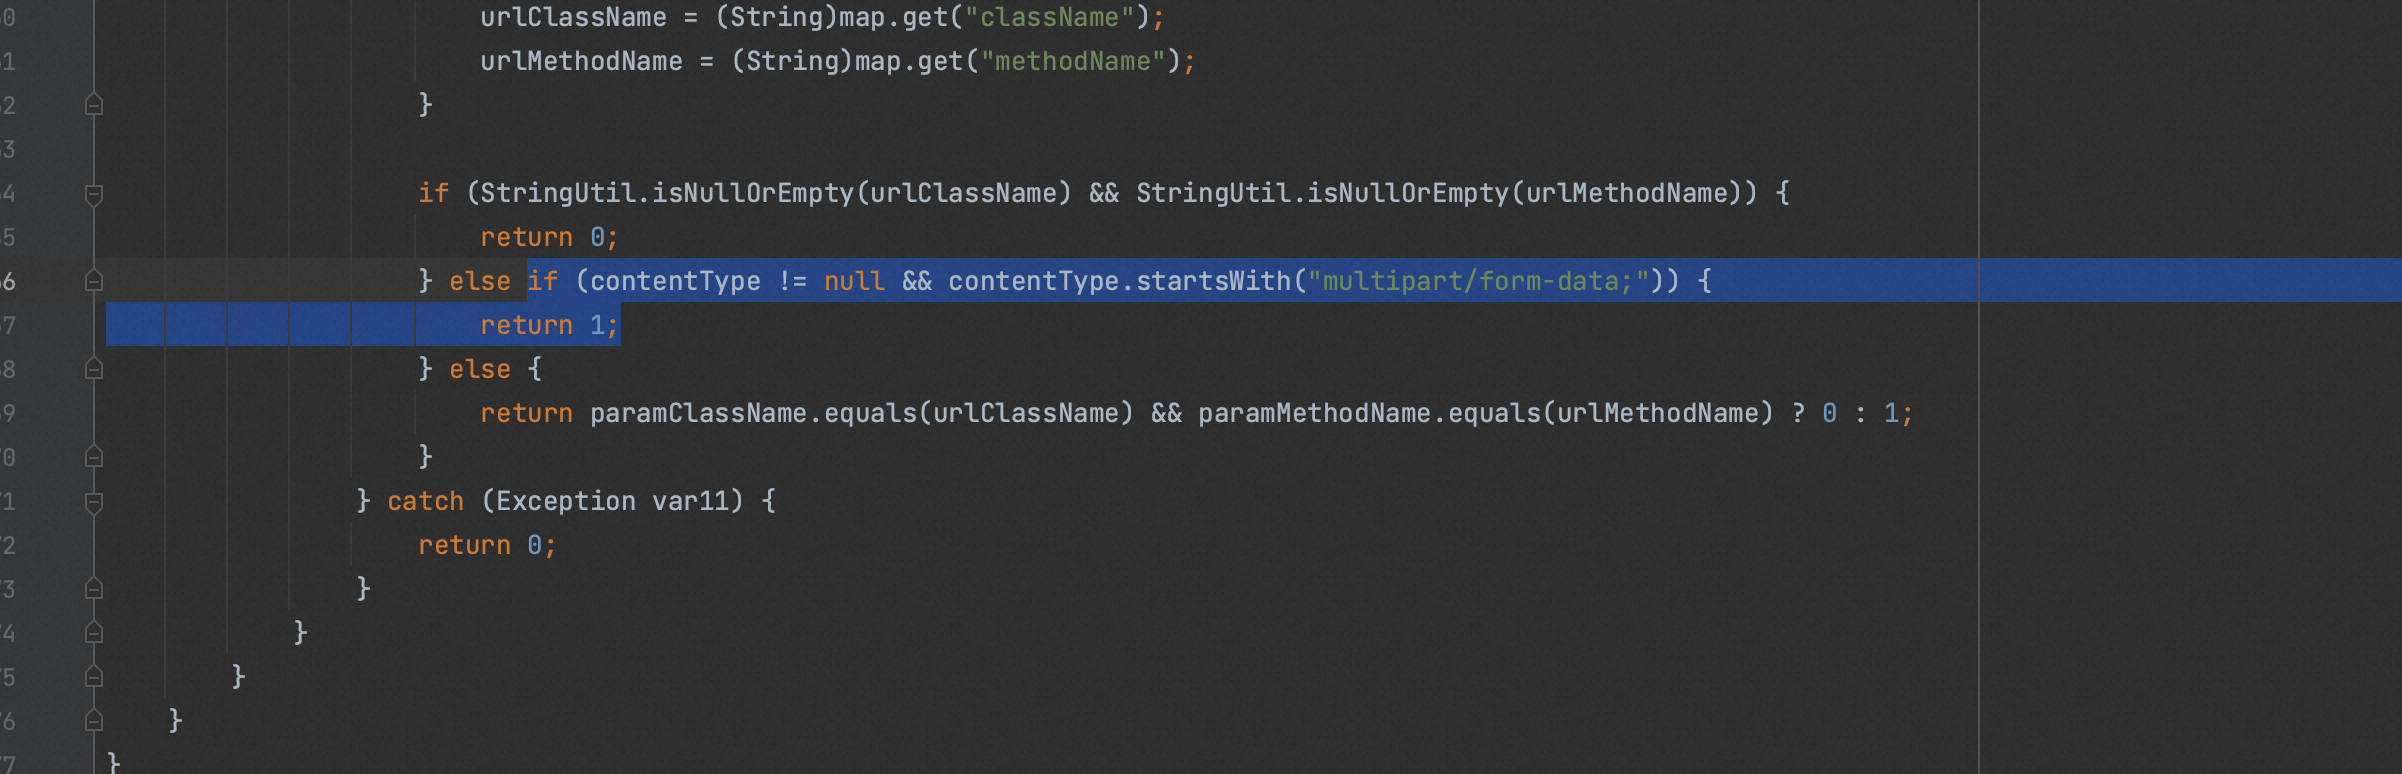 0 urlClassName = (String)map.get("className");
1 urlMethodName = (String)map.get("methodName");
2 }
3
4 if (StringUtil.isNullOrEmpty(urlClassName) && StringUtil.isNullOrEmpty(urlMethodName)) {
5 return 0;
6 } else if (contentType != null && contentType.startsWith("multipart/form-data;")) {
7 return 1;
8 } else {
9 return paramClassName.equals(urlClassName) && paramMethodName.equals(urlMethodName) ? 0 : 1;
0 }
1 } catch (Exception var11) {
2 return 0;
3 }
4 }
5 }
6 }
7 }